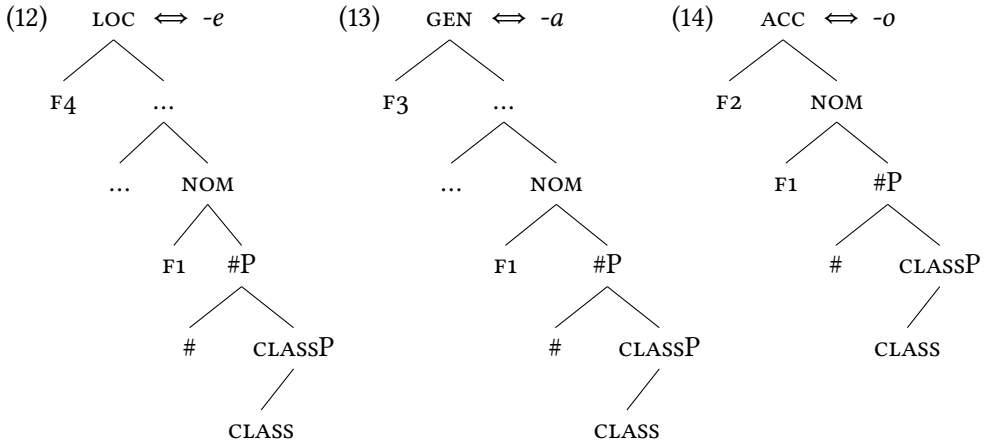 (12) LOC ⇔ -e (13) GEN ⇔ -a (14) ACC ⇔ -o
F4 ... F3 ... F2 NOM
... NOM ... NOM F1 #P
F1 #P F1 #P # CLASSP
# CLASSP # CLASSP CLASS
CLASS CLASS